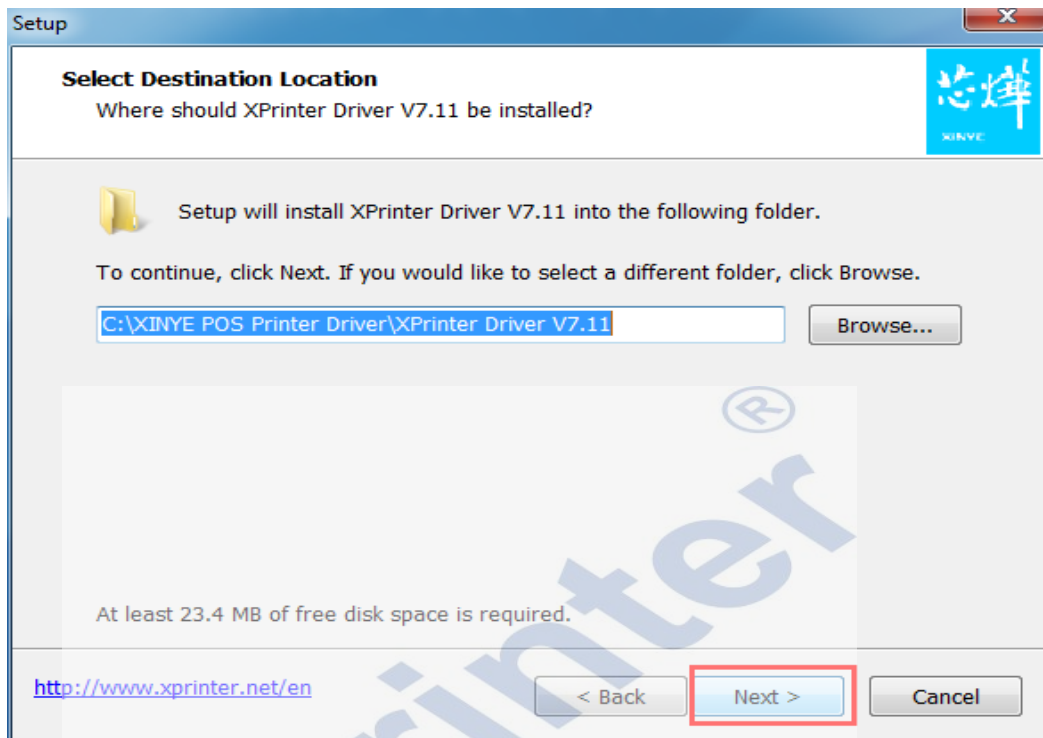 Setup
Select Destination Location
Where should XPrinter Driver V7.11 be installed?
芯烨
XINYE
Setup will install XPrinter Driver V7.11 into the following folder.
To continue, click Next. If you would like to select a different folder, click Browse.
C:\XINYE POS Printer Driver\XPrinter Driver V7.11
Browse...
®
At least 23.4 MB of free disk space is required.
rinter
http://www.xprinter.net/en
< Back
Next >
Cancel